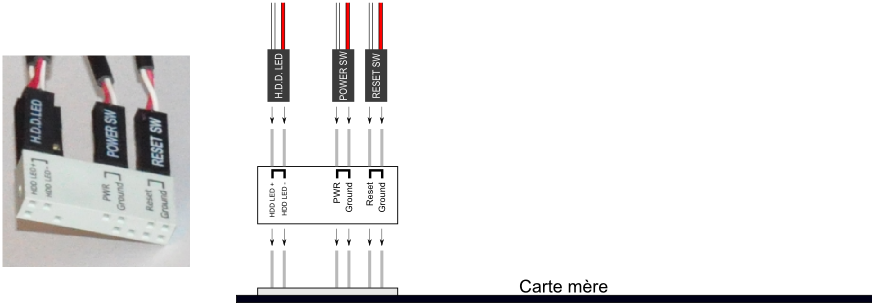 H.D.D.LED
POWER SW
RESET SW
HDD LED+
HDD LED-
PWR
Ground
Reset
Ground
H.D.D. LED
POWER SW
RESET SW
HDD LED +
HDD LED -
PWR
Ground
Reset
Ground
Carte mère